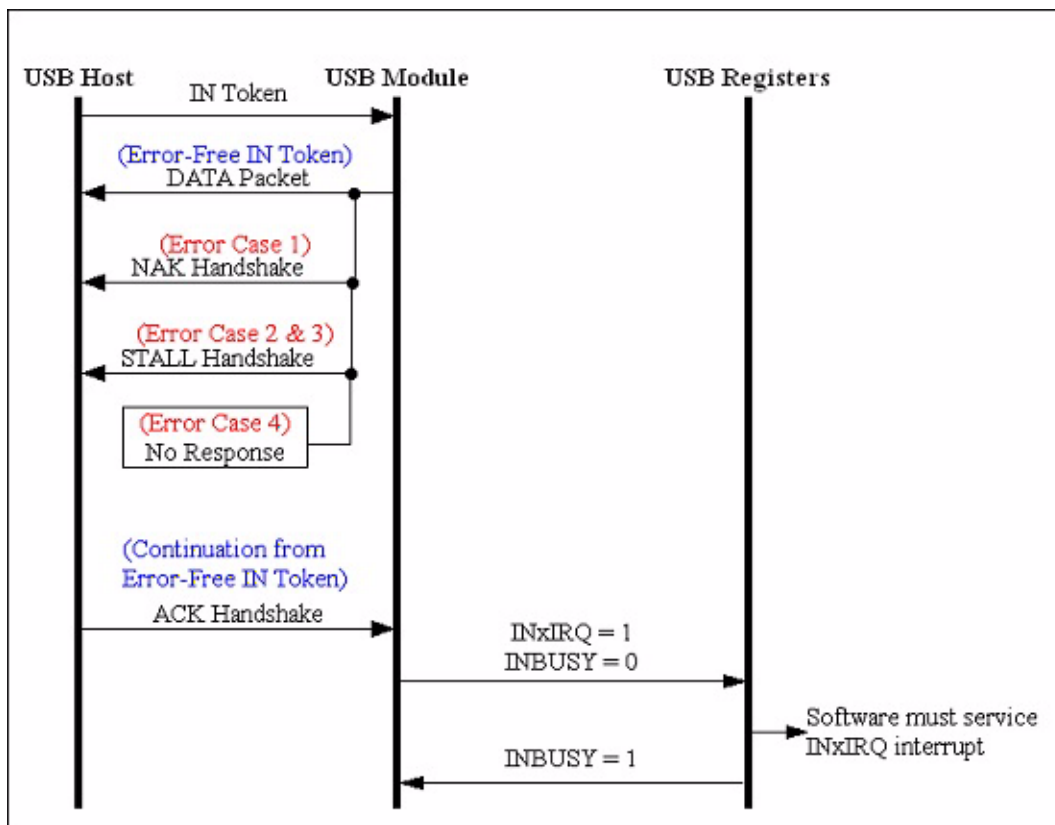 USB Host
USB Module
USB Registers
IN Token
(Error-Free IN Token)
DATA Packet
(Error Case 1)
NAK Handshake
(Error Case 2 & 3)
STALL Handshake
(Error Case 4)
No Response
(Continuation from
Error-Free IN Token)
ACK Handshake
INxIRQ = 1
INBUSY = 0
Software must service
INxIRQ interrupt
INBUSY = 1